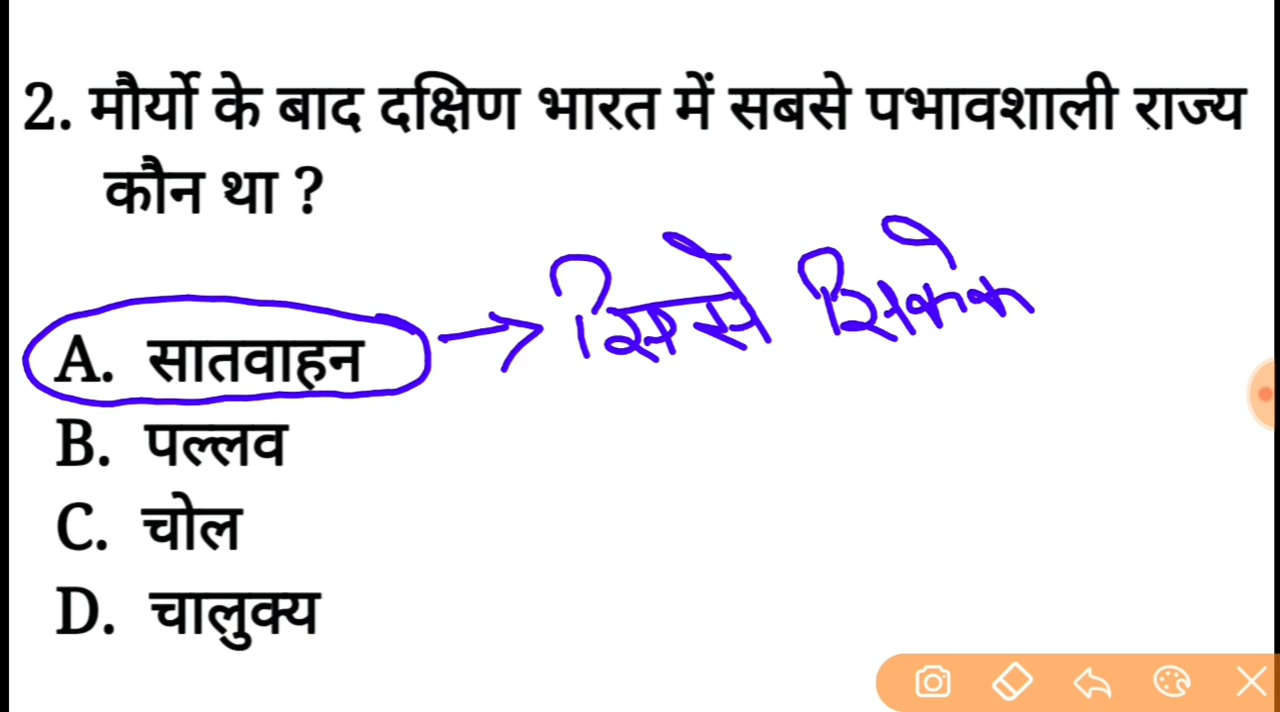 2. मौर्यो के बाद दक्षिण भारत में सबसे पभावशाली राज्य
कौन था ?
A. सातवाहन
B. पल्लव
C. चोल
D. चालुक्य